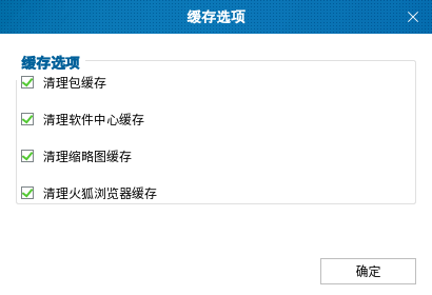 缓存选项
缓存选项
清理包缓存
清理软件中心缓存
清理缩略图缓存
清理火狐浏览器缓存
确定